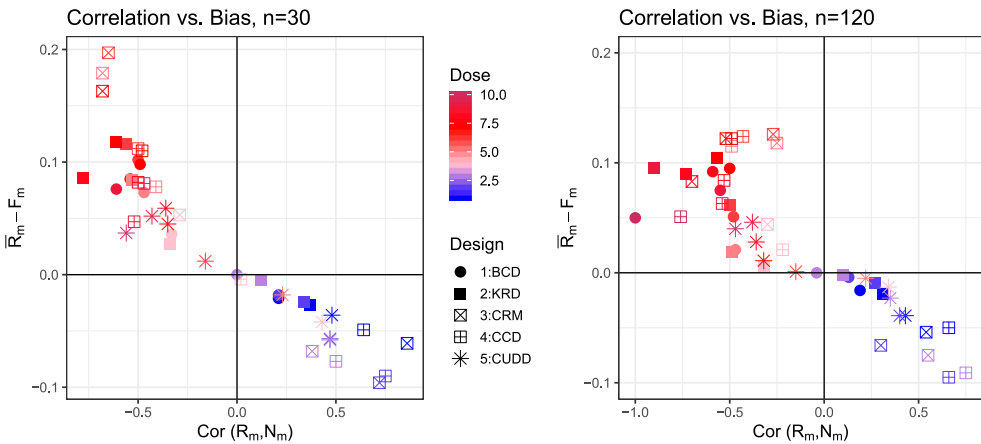 Correlation vs. Bias, n=30
0.2
0.1
0.0
−0.1
R̅m − Fm
−0.5
0.0
0.5
Cor (Rm,Nm)
Dose
10.0
7.5
5.0
2.5
Design
1:BCD
2:KRD
3:CRM
4:CCD
5:CUDD
Correlation vs. Bias, n=120
0.2
0.1
0.0
−0.1
R̅m − Fm
−1.0
−0.5
0.0
0.5
Cor (Rm,Nm)